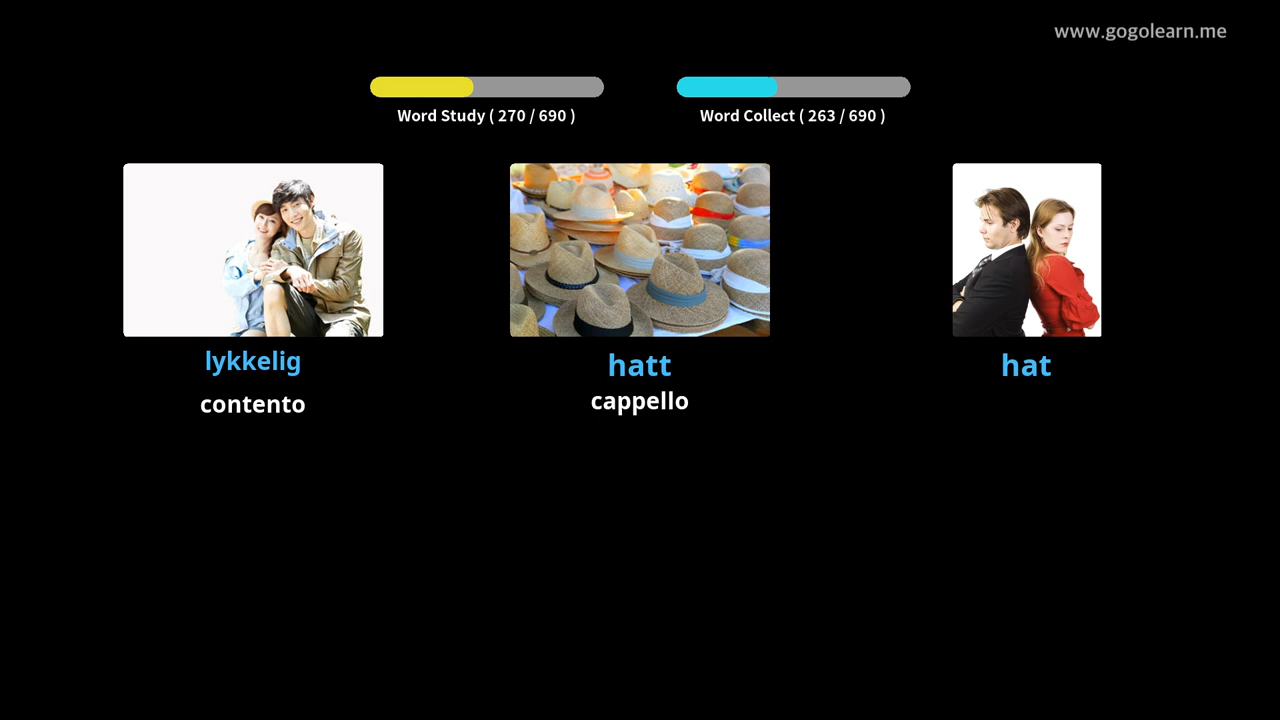 www.gogolearn.me
Word Study ( 270 / 690 )
Word Collect ( 263 / 690 )
lykkelig
contento
hatt
cappello
hat